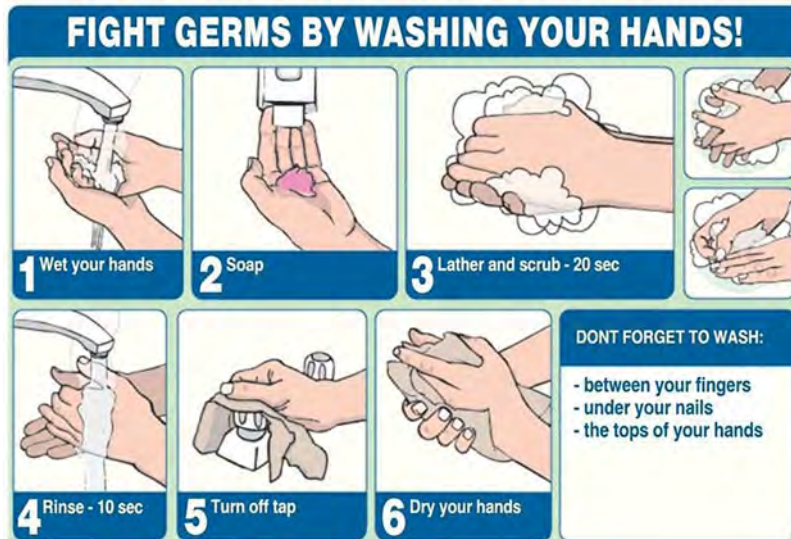 FIGHT GERMS BY WASHING YOUR HANDS!
1 Wet your hands
2 Soap
3 Lather and scrub - 20 sec
4 Rinse - 10 sec
5 Turn off tap
6 Dry your hands
DONT FORGET TO WASH:
- between your fingers
- under your nails
- the tops of your hands